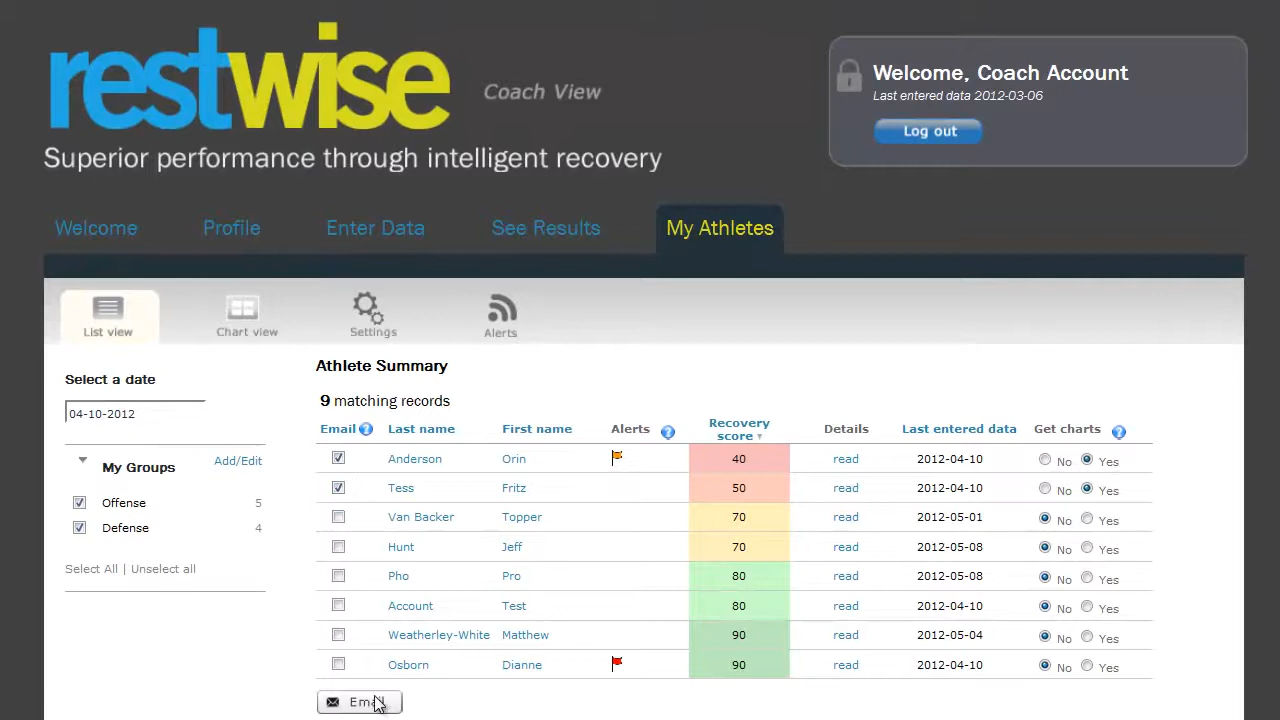 restwise
Coach View
Superior performance through intelligent recovery
Welcome, Coach Account
Last entered data 2012-03-06
Log out
Welcome Profile Enter Data See Results My Athletes
List view Chart view Settings Alerts
Select a date
04-10-2012
My Groups Add/Edit
Offense 5
Defense 4
Select All | Unselect all
Athlete Summary
9 matching records
Email ? Last name First name Alerts ? Recovery score ▼ Details Last entered data Get charts ?
Anderson Orin 40 read 2012-04-10 No Yes
Tess Fritz 50 read 2012-04-10 No Yes
Van Backer Topper 70 read 2012-05-01 No Yes
Hunt Jeff 70 read 2012-05-08 No Yes
Pho Pro 80 read 2012-05-08 No Yes
Account Test 80 read 2012-04-10 No Yes
Weatherley-White Matthew 90 read 2012-05-04 No Yes
Osborn Dianne 90 read 2012-04-10 No Yes
Email